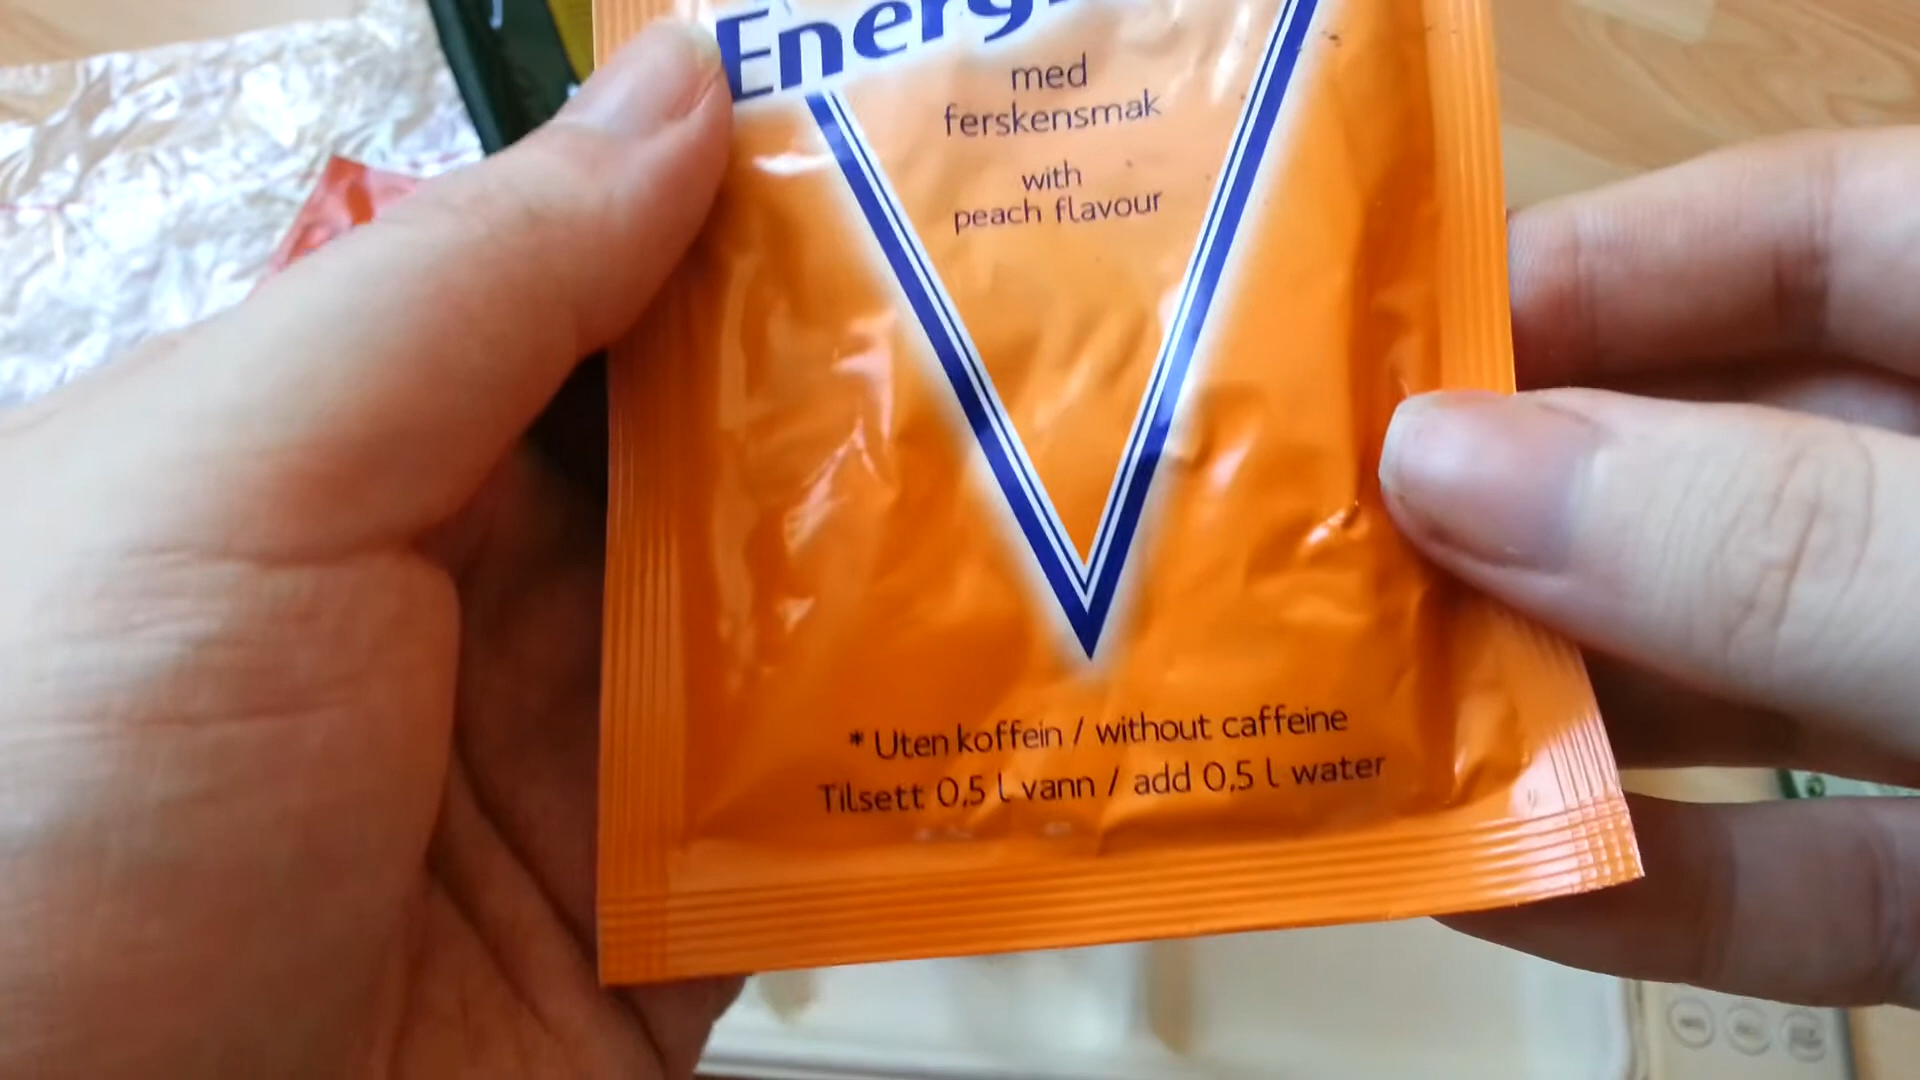 med
ferskensmak
with
peach flavour
* Uten koffein / without caffeine
Tilsett 0,5 l vann / add 0,5 l water